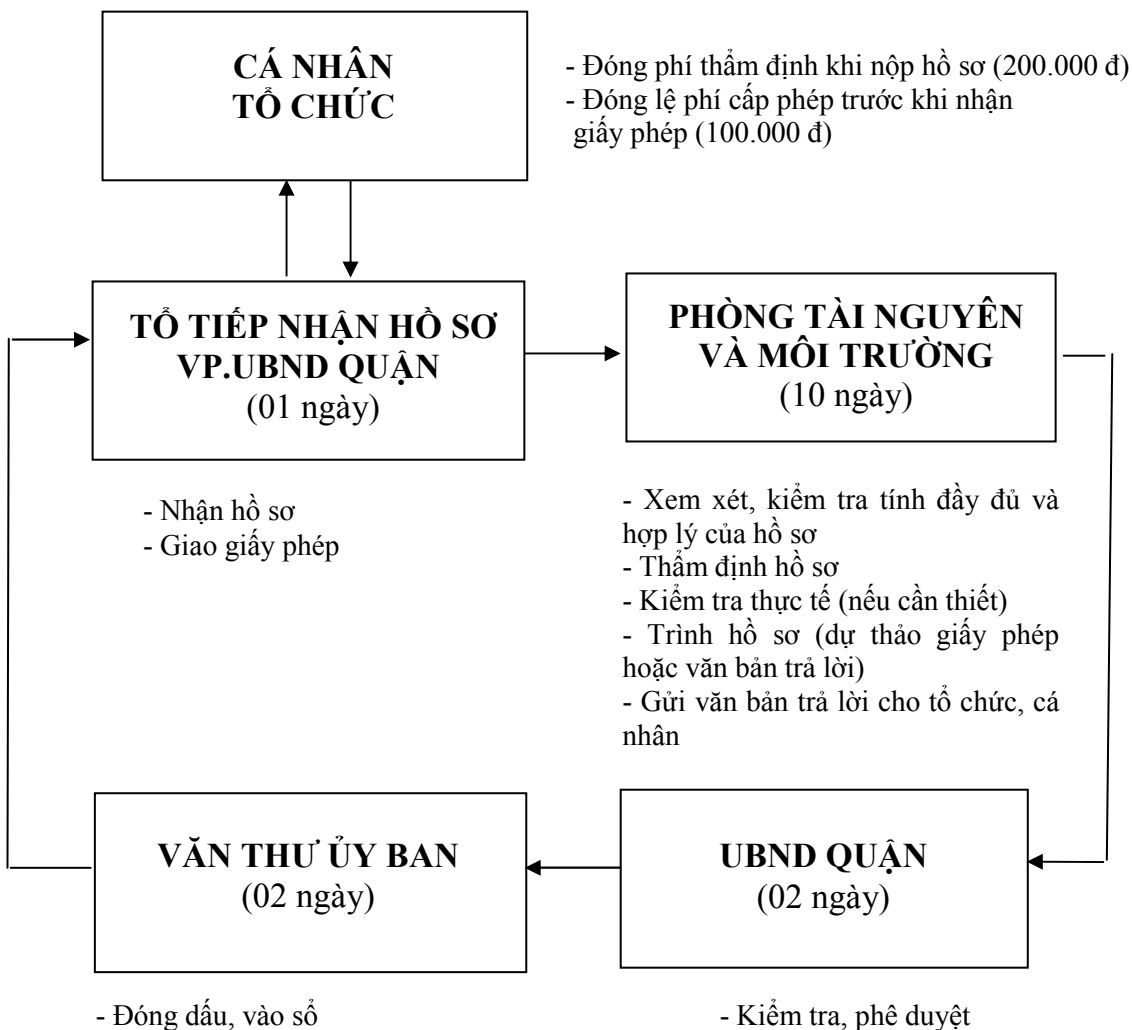 CÁ NHÂN
TỔ CHỨC
- Đóng phí thẩm định khi nộp hồ sơ (200.000 đ)
- Đóng lệ phí cấp phép trước khi nhận
giấy phép (100.000 đ)
TỔ TIẾP NHẬN HỒ SƠ
VP.UBND QUẬN
(01 ngày)
- Nhận hồ sơ
- Giao giấy phép
PHÒNG TÀI NGUYÊN
VÀ MÔI TRƯỜNG
(10 ngày)
- Xem xét, kiểm tra tính đầy đủ và
hợp lý của hồ sơ
- Thẩm định hồ sơ
- Kiểm tra thực tế (nếu cần thiết)
- Trình hồ sơ (dự thảo giấy phép
hoặc văn bản trả lời)
- Gửi văn bản trả lời cho tổ chức, cá
nhân
VĂN THƯ ỦY BAN
(02 ngày)
- Đóng dấu, vào sổ
UBND QUẬN
(02 ngày)
- Kiểm tra, phê duyệt